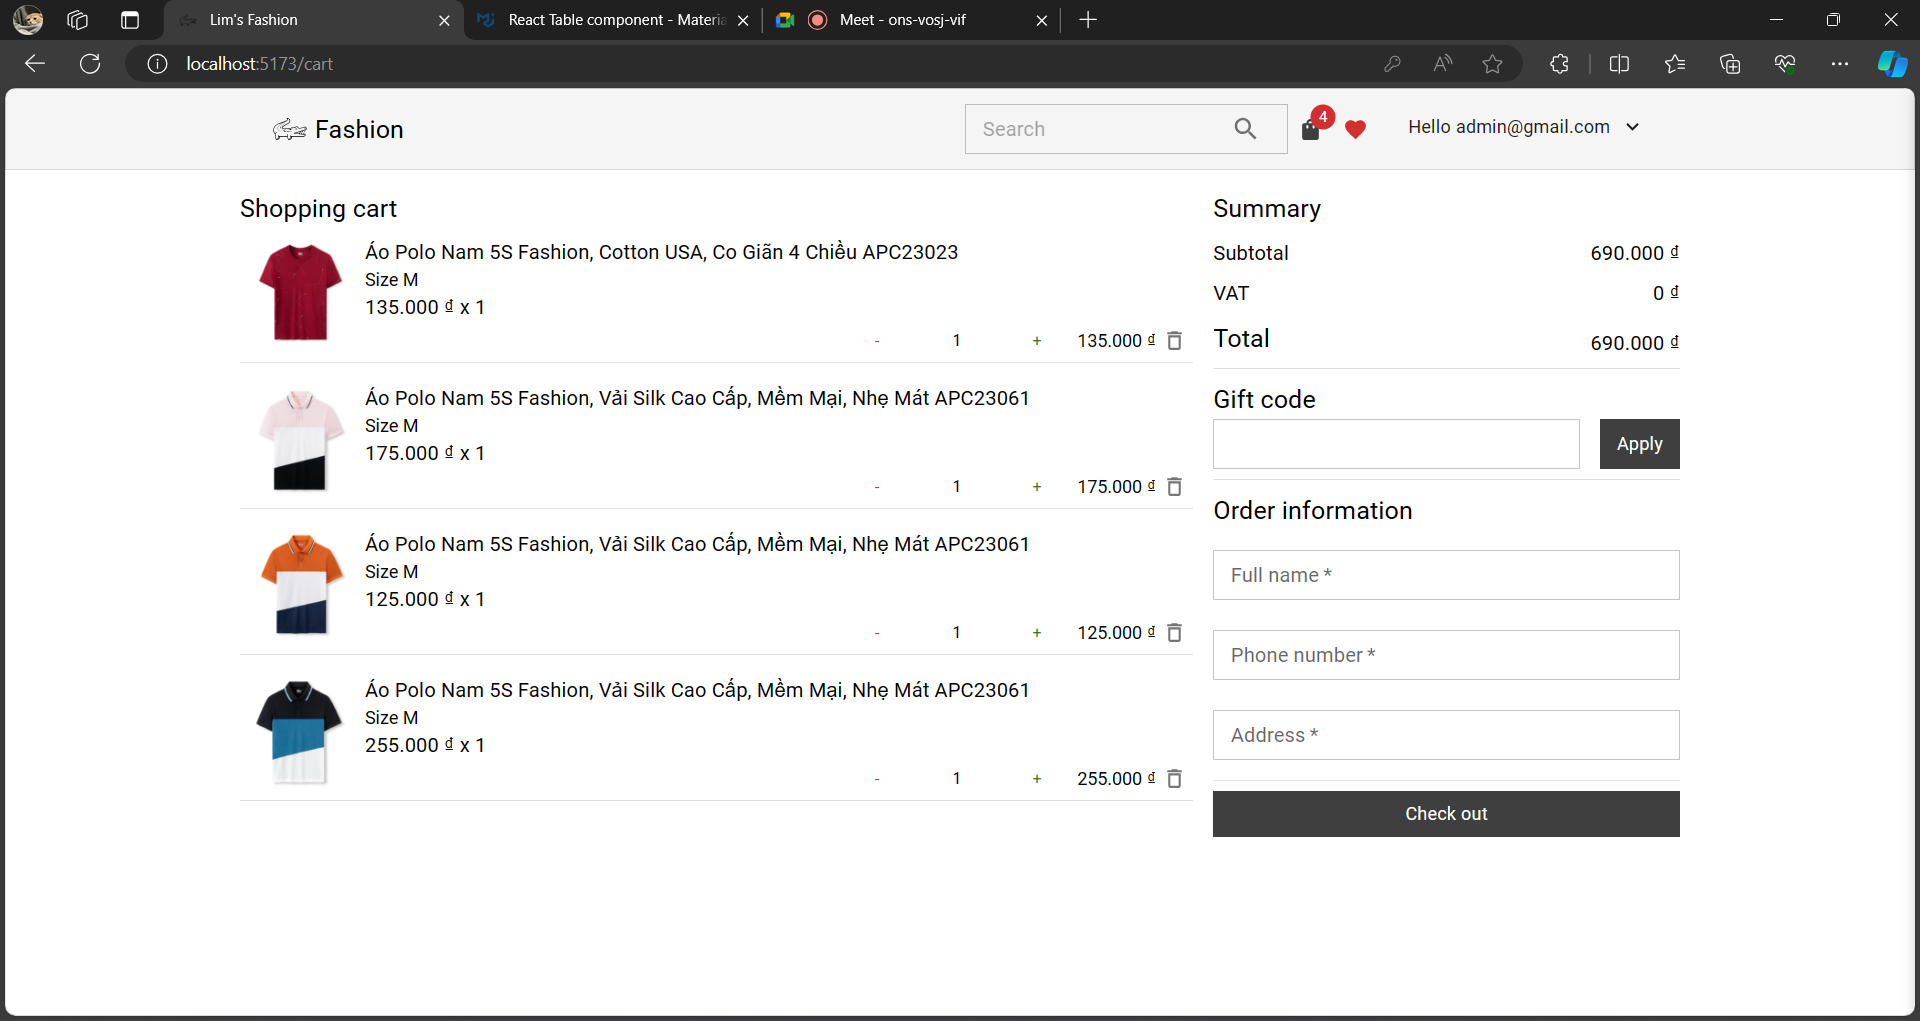 Lim's Fashion
React Table component - Materia
Meet - ons-vosj-vif
localhost:5173/cart
Fashion
Search
4
Hello admin@gmail.com
Shopping cart
Áo Polo Nam 5S Fashion, Cotton USA, Co Giãn 4 Chiều APC23023
Size M
135.000 ₫ x 1
- 1 + 135.000 ₫
Áo Polo Nam 5S Fashion, Vải Silk Cao Cấp, Mềm Mại, Nhẹ Mát APC23061
Size M
175.000 ₫ x 1
- 1 + 175.000 ₫
Áo Polo Nam 5S Fashion, Vải Silk Cao Cấp, Mềm Mại, Nhẹ Mát APC23061
Size M
125.000 ₫ x 1
- 1 + 125.000 ₫
Áo Polo Nam 5S Fashion, Vải Silk Cao Cấp, Mềm Mại, Nhẹ Mát APC23061
Size M
255.000 ₫ x 1
- 1 + 255.000 ₫
Summary
Subtotal 690.000 ₫
VAT 0 ₫
Total 690.000 ₫
Gift code
Apply
Order information
Full name *
Phone number *
Address *
Check out